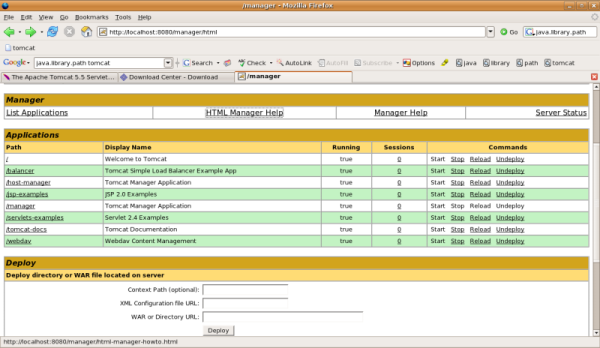 /manager - Mozilla Firefox
File Edit View Go Bookmarks Tools Help
http://localhost:8080/manager/html Go java.library.path
tomcat
Google java.library.path tomcat Search Check AutoLink AutoFill Subscribe Options java library path tomcat
The Apache Tomcat 5.5 Servlet... Download Center - Download /manager
Manager
List Applications HTML Manager Help Manager Help Server Status
Applications
Path Display Name Running Sessions Commands
/ Welcome to Tomcat true 0 Start Stop Reload Undeploy
/balancer Tomcat Simple Load Balancer Example App true 0 Start Stop Reload Undeploy
/host-manager Tomcat Manager Application true 0 Start Stop Reload Undeploy
/jsp-examples JSP 2.0 Examples true 0 Start Stop Reload Undeploy
/manager Tomcat Manager Application true 0 Start Stop Reload Undeploy
/servlets-examples Servlet 2.4 Examples true 0 Start Stop Reload Undeploy
/tomcat-docs Tomcat Documentation true 0 Start Stop Reload Undeploy
/webdav Webdav Content Management true 0 Start Stop Reload Undeploy
Deploy
Deploy directory or WAR file located on server
Context Path (optional):
XML Configuration file URL:
WAR or Directory URL:
Deploy
http://localhost:8080/manager/html-manager-howto.html